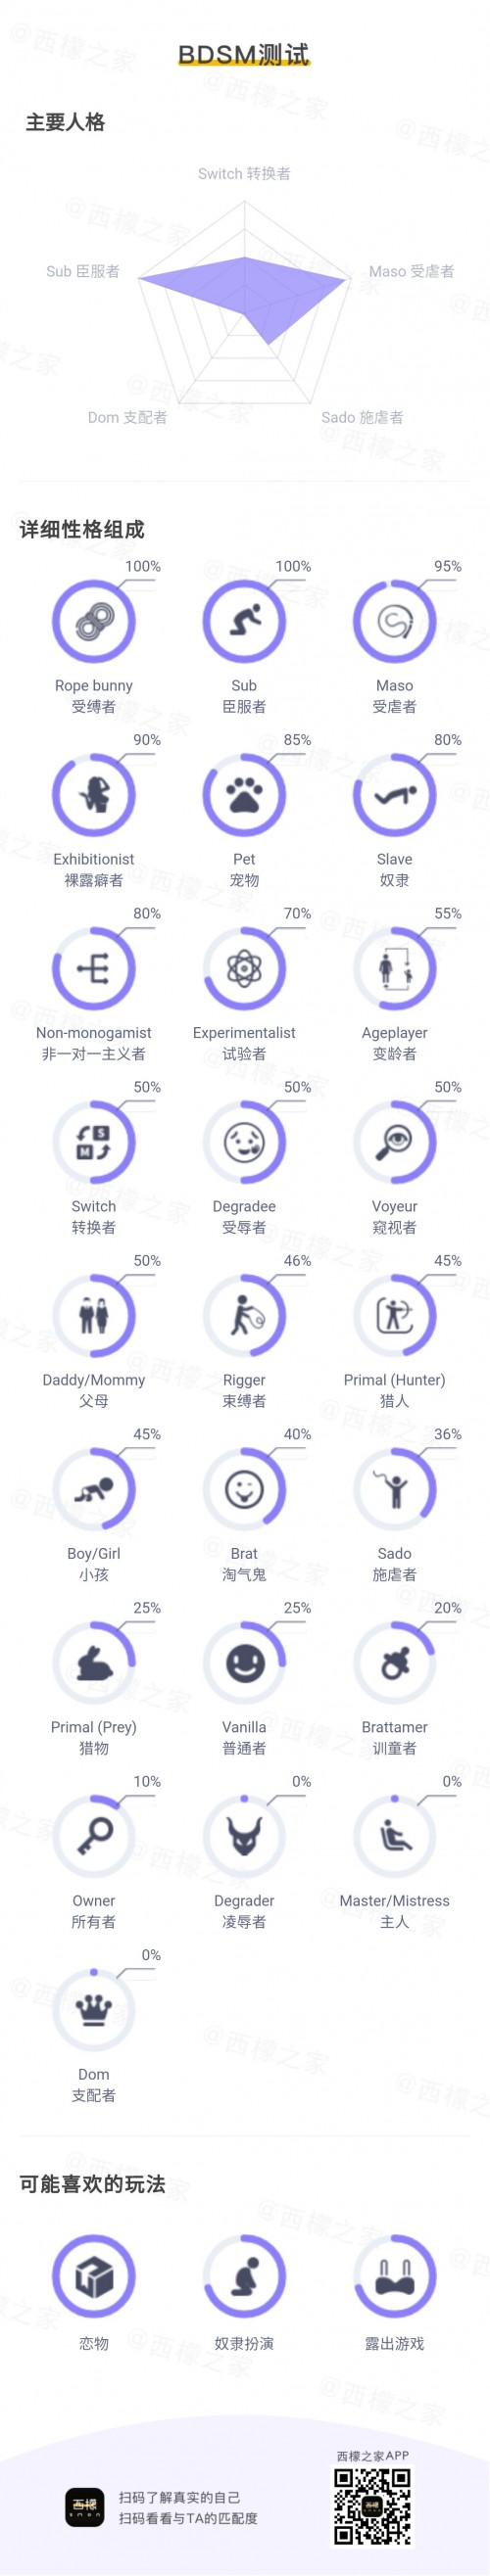 BDSM测试
主要人格
Switch 转换者
Sub 臣服者
Maso 受虐者
Dom 支配者
Sado 施虐者
详细性格组成
100%
100%
95%
Rope bunny
Sub
Maso
受缚者
臣服者
受虐者
90%
85%
80%
Exhibitionist
Pet
Slave
裸露癖者
宠物
奴隶
80%
70%
55%
Non-monogamist
Experimentalist
Ageplayer
非一对一主义者
试验者
变龄者
50%
50%
50%
S
M
Switch
Degradee
Voyeur
转换者
受辱者
窥视者
50%
46%
45%
Daddy/Mommy
Rigger
Primal (Hunter)
父母
束缚者
猎人
45%
40%
36%
Boy/Girl
Brat
Sado
小孩
淘气鬼
施虐者
25%
25%
20%
Primal (Prey)
Vanilla
Brattamer
猎物
普通者
训童者
10%
0%
0%
Owner
Degrader
Master/Mistress
所有者
凌辱者
主人
0%
Dom
支配者
可能喜欢的玩法
恋物
奴隶扮演
露出游戏
西檬之家APP
西檬
扫码了解真实的自己
扫码看看与TA的匹配度
@西檬之家